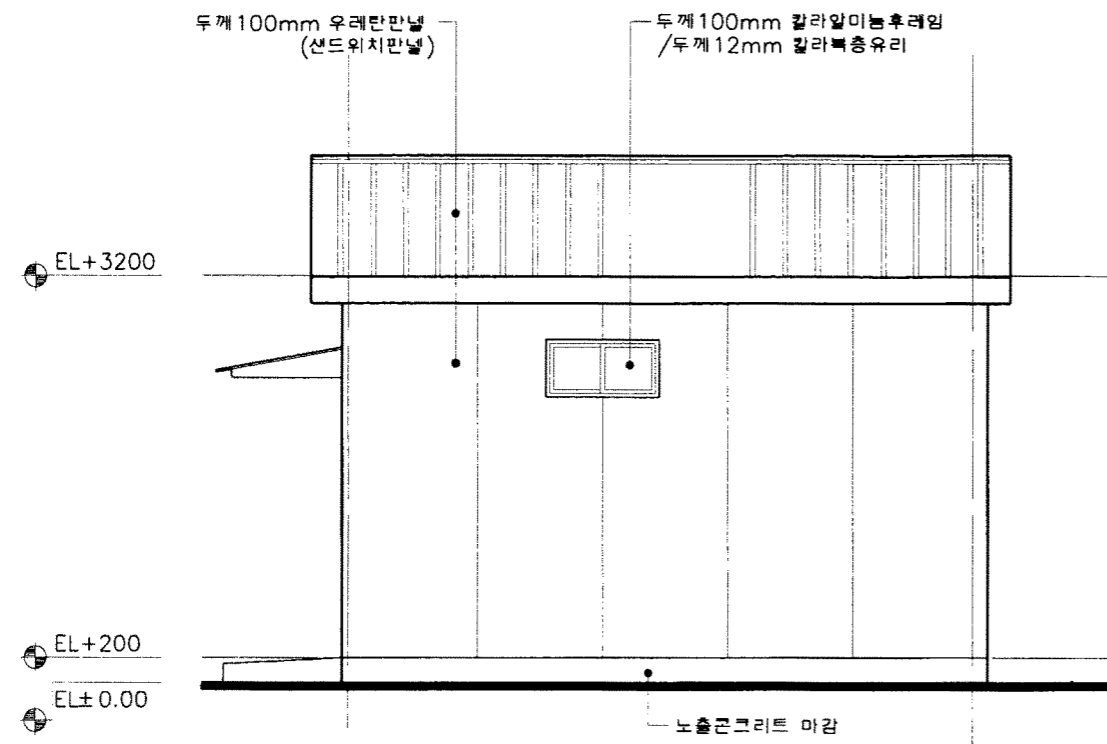 두께100mm 우레탄판넬
(샌드위치판넬)
두께100mm 칼라알미늄후레임
/두께12mm 칼라복층유리
EL+3200
EL+200
EL±0.00
노출콘크리트 마감